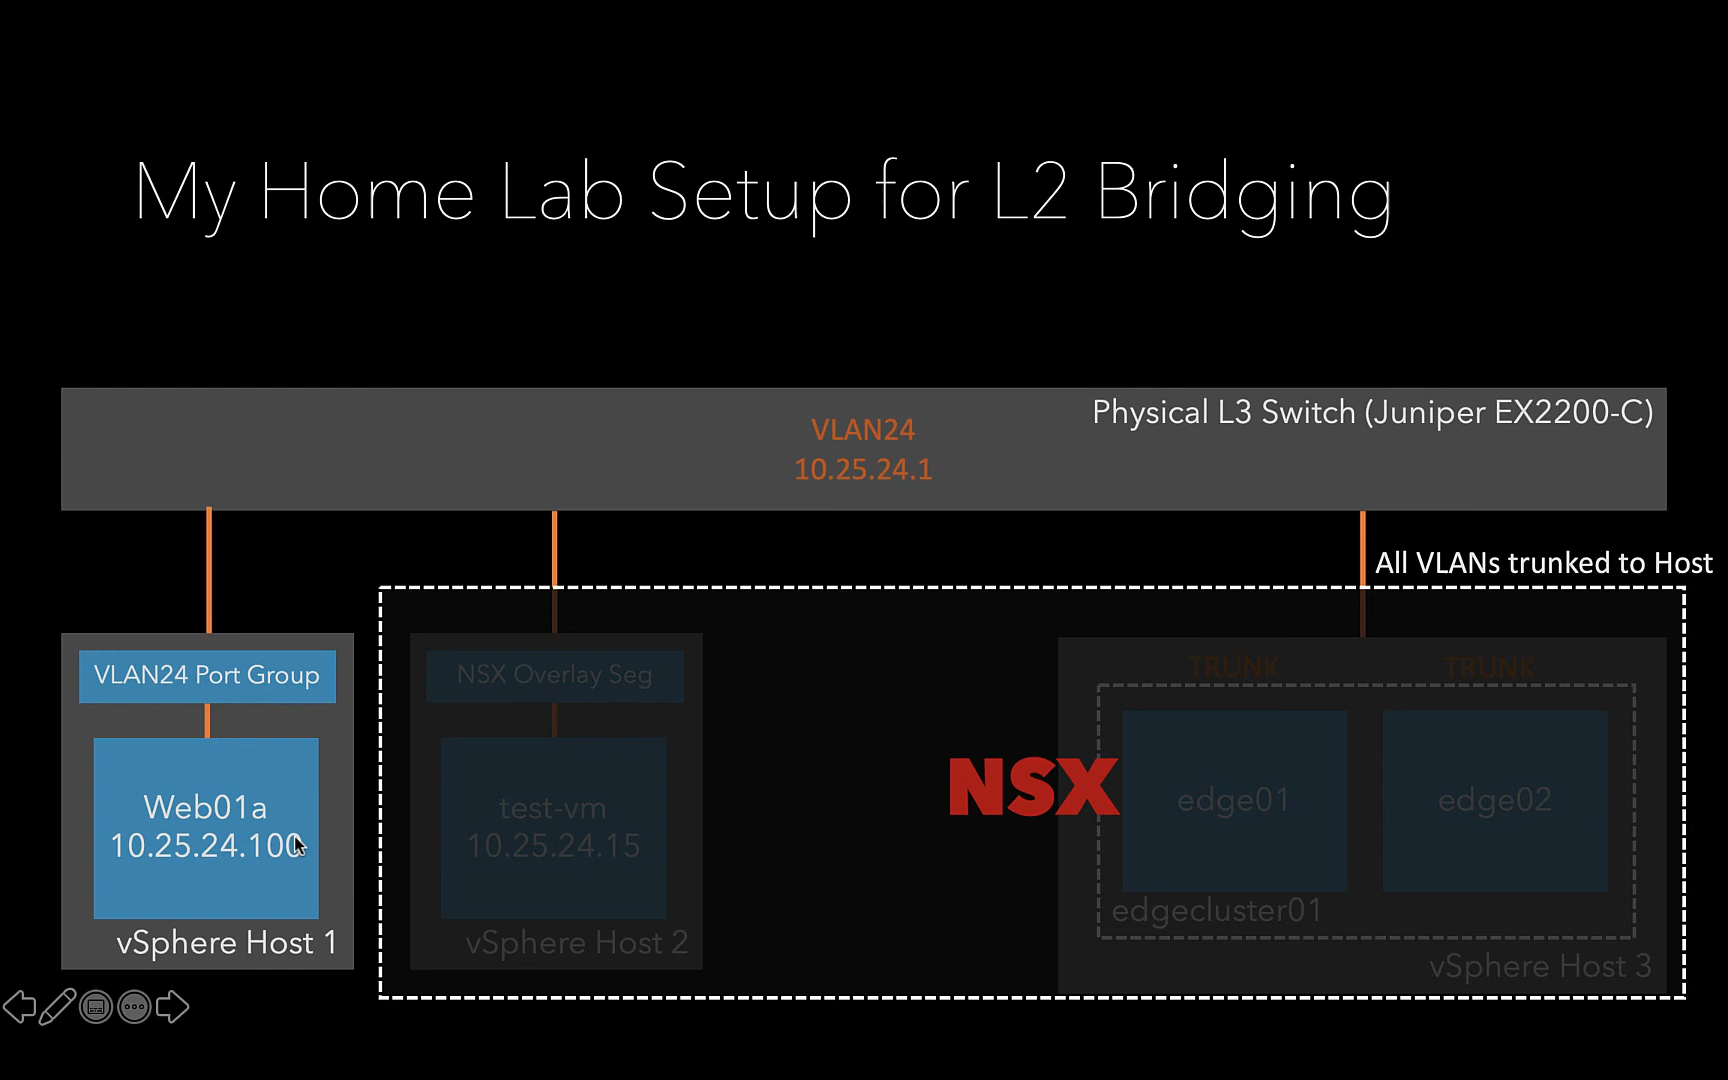 My Home Lab Setup for L2 Bridging
Physical L3 Switch (Juniper EX2200-C)
VLAN24
10.25.24.1
All VLANs trunked to Host
VLAN24 Port Group
Web01a
10.25.24.100
vSphere Host 1
NSX Overlay Seg
test-vm
10.25.24.15
vSphere Host 2
NSX
TRUNK
TRUNK
edge01
edge02
edgecluster01
vSphere Host 3